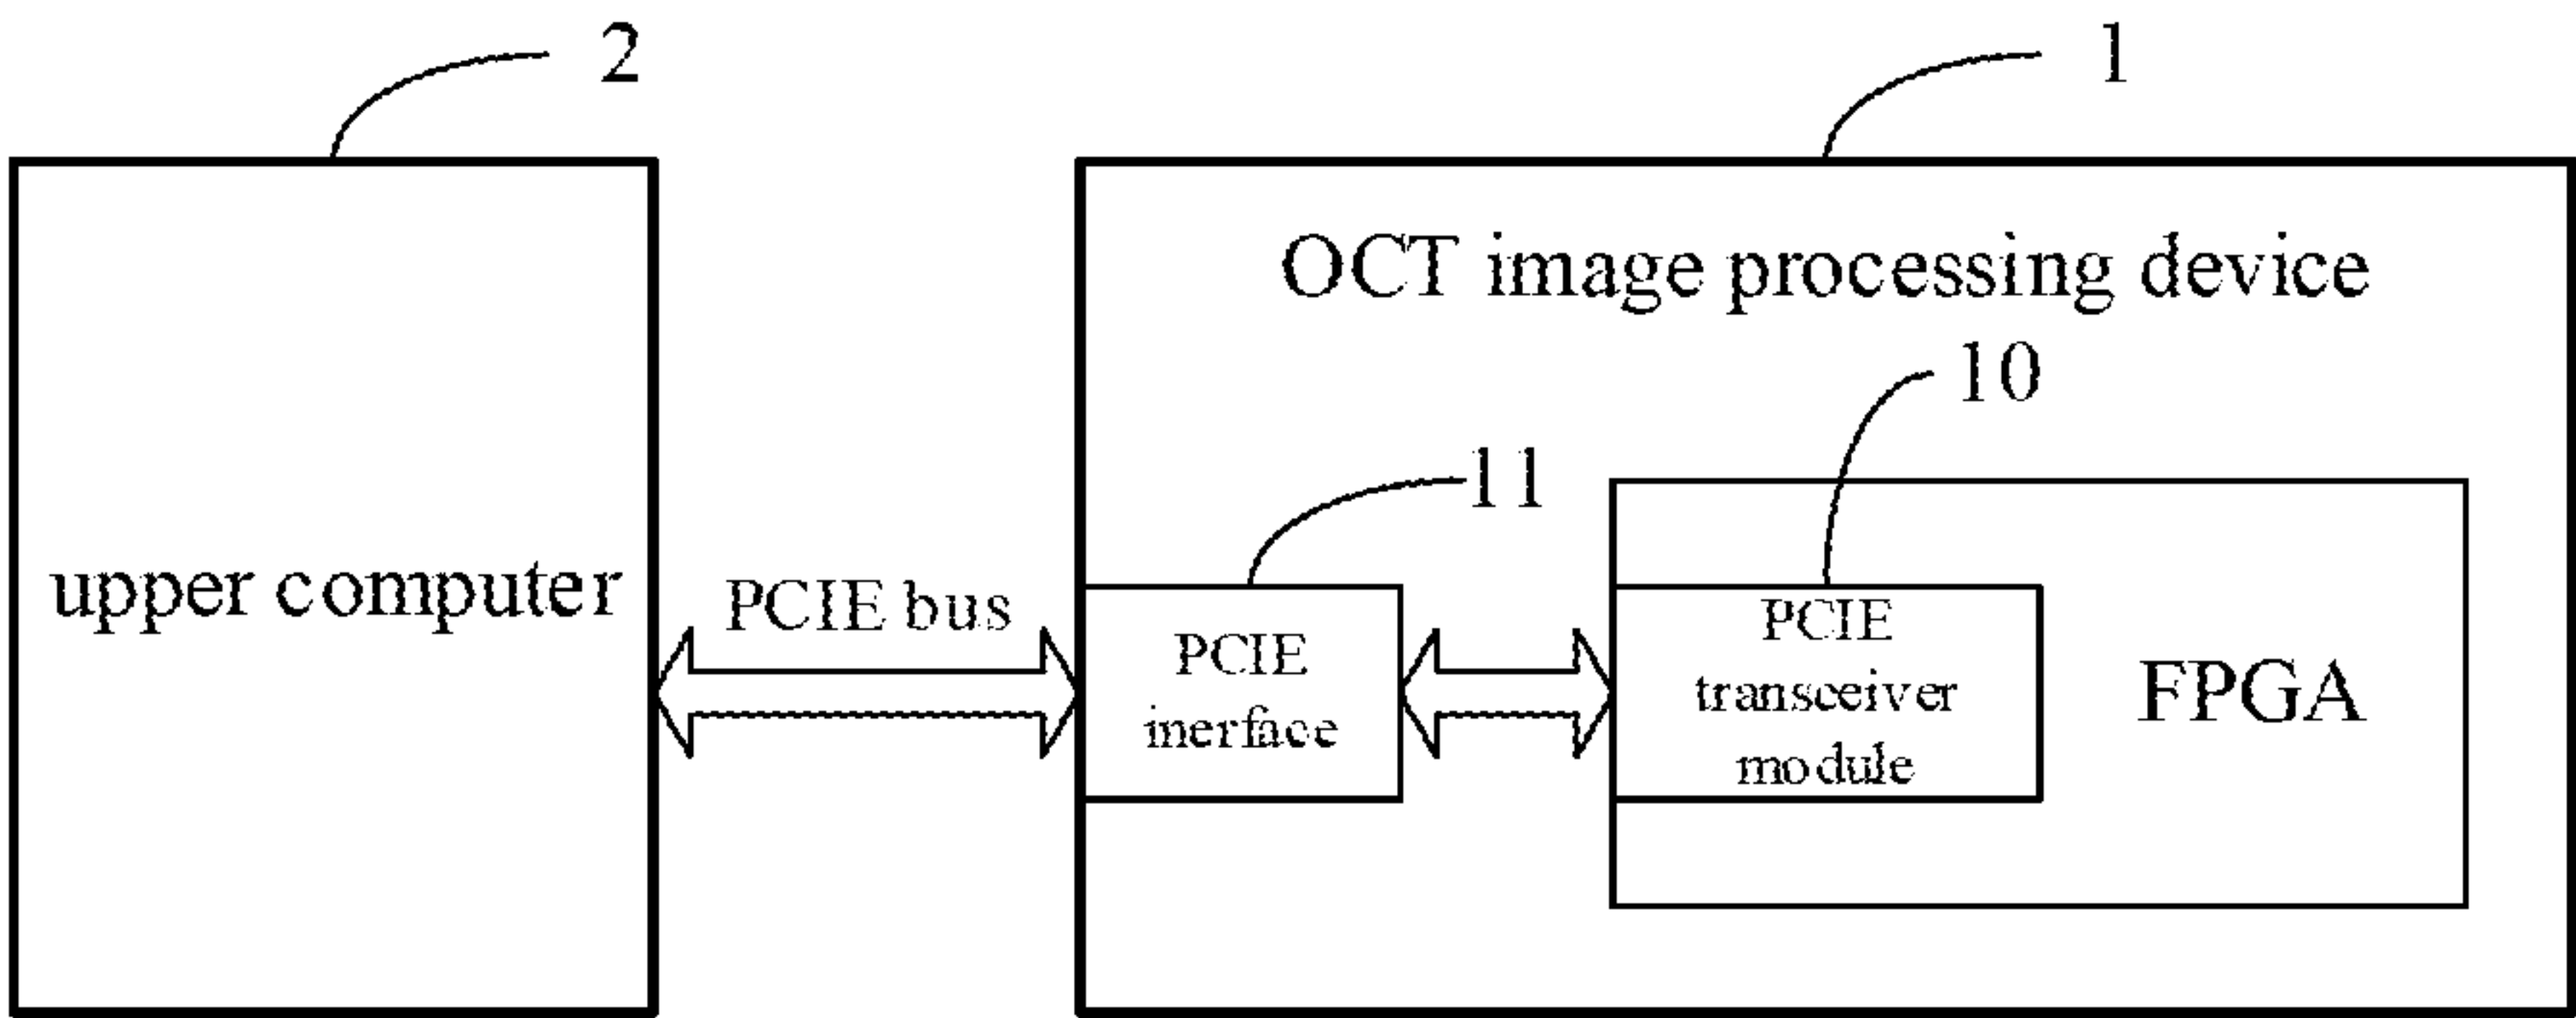 2
1
OCT image processing device
10
11
upper computer
PCIE bus
PCIE
inerface
PCIE
transceiver
module
FPGA